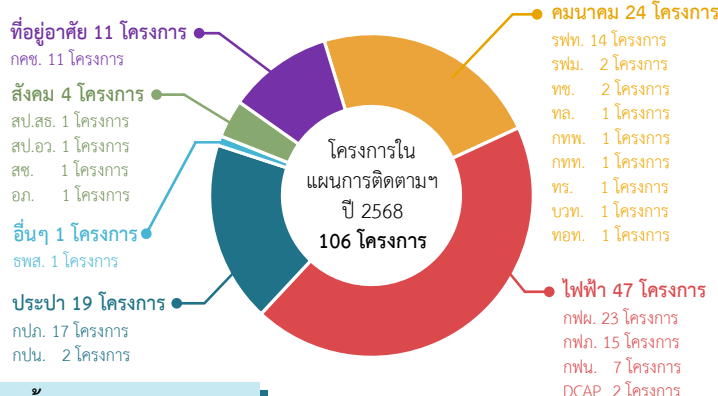 ที่อยู่อาศัย 11 โครงการ
กคช. 11 โครงการ
สังคม 4 โครงการ
สป.สธ. 1 โครงการ
สป.อว. 1 โครงการ
สช. 1 โครงการ
อภ. 1 โครงการ
อื่นๆ 1 โครงการ
ธพส. 1 โครงการ
ประปา 19 โครงการ
กปภ. 17 โครงการ
กปน. 2 โครงการ
โครงการใน
แผนการติดตามฯ
ปี 2568
106 โครงการ
คมนาคม 24 โครงการ
รฟท. 14 โครงการ
รฟม. 2 โครงการ
ทช. 2 โครงการ
ทล. 1 โครงการ
กทพ. 1 โครงการ
กทท. 1 โครงการ
ทร. 1 โครงการ
บวท. 1 โครงการ
ทอท. 1 โครงการ
ไฟฟ้า 47 โครงการ
กฟผ. 23 โครงการ
กฟภ. 15 โครงการ
กฟน. 7 โครงการ
DCAP 2 โครงการ